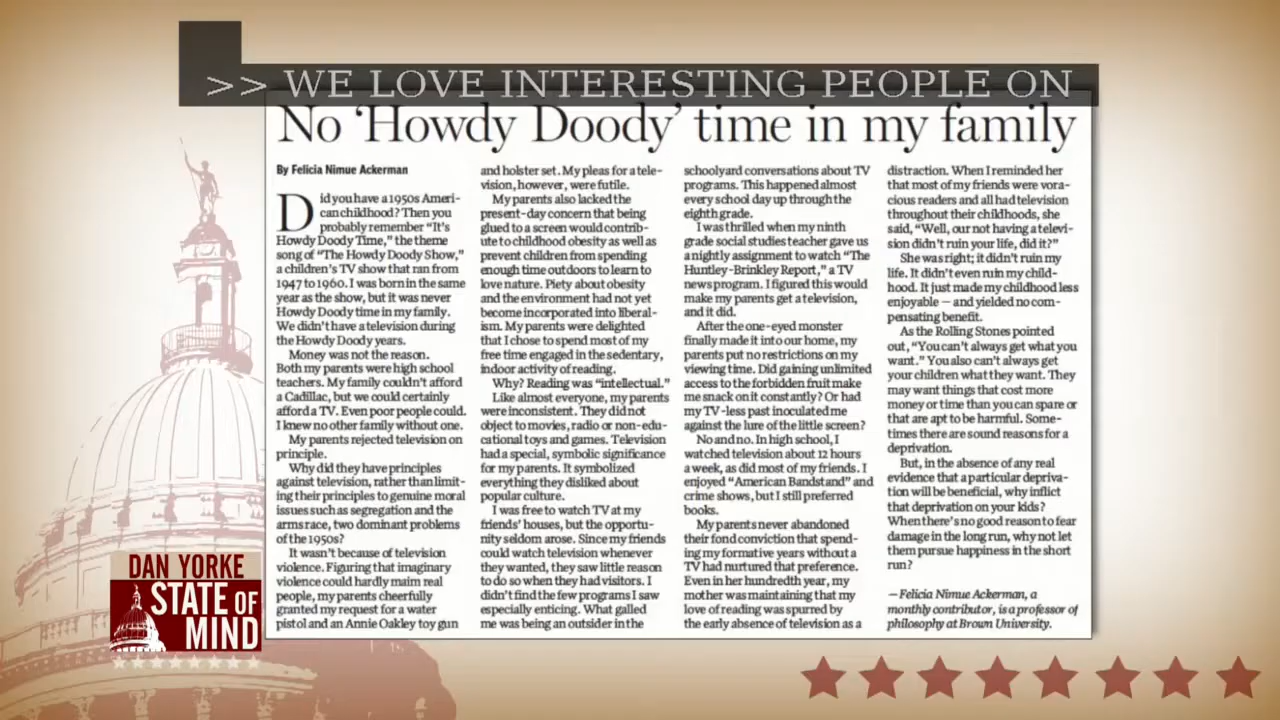 >> WE LOVE INTERESTING PEOPLE ON
No ‘Howdy Doody’ time in my family
By Felicia Nimue Ackerman
Did you have a 1950s Ameri-
can childhood? Then you
probably remember “It’s
Howdy Doody Time,” the theme
song of “The Howdy Doody Show,”
a children’s TV show that ran from
1947 to 1960. I was born in the same
year as the show, but it was never
Howdy Doody time in my family.
We didn’t have a television during
the Howdy Doody years.
Money was not the reason.
Both my parents were high school
teachers. My family couldn’t afford
a Cadillac, but we could certainly
afford a TV. Even poor people could.
I knew no other family without one.
My parents rejected television on
principle.
Why did they have principles
against television, rather than limit-
ing their principles to genuine moral
issues such as segregation and the
arms race, two dominant problems
of the 1950s?
It wasn’t because of television
violence. Figuring that imaginary
violence could hardly maim real
people, my parents cheerfully
granted my request for a water
pistol and an Annie Oakley toy gun
and holster set. My pleas for a tele-
vision, however, were futile.
My parents also lacked the
present-day concern that being
glued to a screen would contrib-
ute to childhood obesity as well as
prevent children from spending
enough time outdoors to learn to
love nature. Piety about obesity
and the environment had not yet
become incorporated into liberal-
ism. My parents were delighted
that I chose to spend most of my
free time engaged in the sedentary,
indoor activity of reading.
Why? Reading was “intellectual.”
Like almost everyone, my parents
were inconsistent. They did not
object to movies, radio or non-edu-
cational toys and games. Television
had a special, symbolic significance
for my parents. It symbolized
everything they disliked about
popular culture.
I was free to watch TV at my
friends’ houses, but the opportu-
nity seldom arose. Since my friends
could watch television whenever
they wanted, they saw little reason
to do so when they had visitors. I
didn’t find the few programs I saw
especially enticing. What galled
me was being an outsider in the
schoolyard conversations about TV
programs. This happened almost
every school day up through the
eighth grade.
I was thrilled when my ninth
grade social studies teacher gave us
a nightly assignment to watch “The
Huntley-Brinkley Report,” a TV
news program. I figured this would
make my parents get a television,
and it did.
After the one-eyed monster
finally made it into our home, my
parents put no restrictions on my
viewing time. Did gaining unlimited
access to the forbidden fruit make
me snack on it constantly? Or had
my TV-less past inoculated me
against the lure of the little screen?
No and no. In high school, I
watched television about 12 hours
a week, as did most of my friends. I
enjoyed “American Bandstand” and
crime shows, but I still preferred
books.
My parents never abandoned
their fond conviction that spend-
ing my formative years without a
TV had nurtured that preference.
Even in her hundredth year, my
mother was maintaining that my
love of reading was spurred by
the early absence of television as a
distraction. When I reminded her
that most of my friends were vora-
cious readers and all had television
throughout their childhoods, she
said, “Well, our not having a televi-
sion didn’t ruin your life, did it?”
She was right; it didn’t ruin my
life. It didn’t even ruin my child-
hood. It just made my childhood less
enjoyable — and yielded no com-
pensating benefit.
As the Rolling Stones pointed
out, “You can’t always get what you
want.” You also can’t always get
your children what they want. They
may want things that cost more
money or time than you can spare or
that are apt to be harmful. Some-
times there are sound reasons for a
deprivation.
But, in the absence of any real
evidence that a particular depriva-
tion will be beneficial, why inflict
that deprivation on your kids?
When there’s no good reason to fear
damage in the long run, why not let
them pursue happiness in the short
run?
—Felicia Nimue Ackerman, a
monthly contributor, is a professor of
philosophy at Brown University.
DAN YORKE
STATE OF
MIND